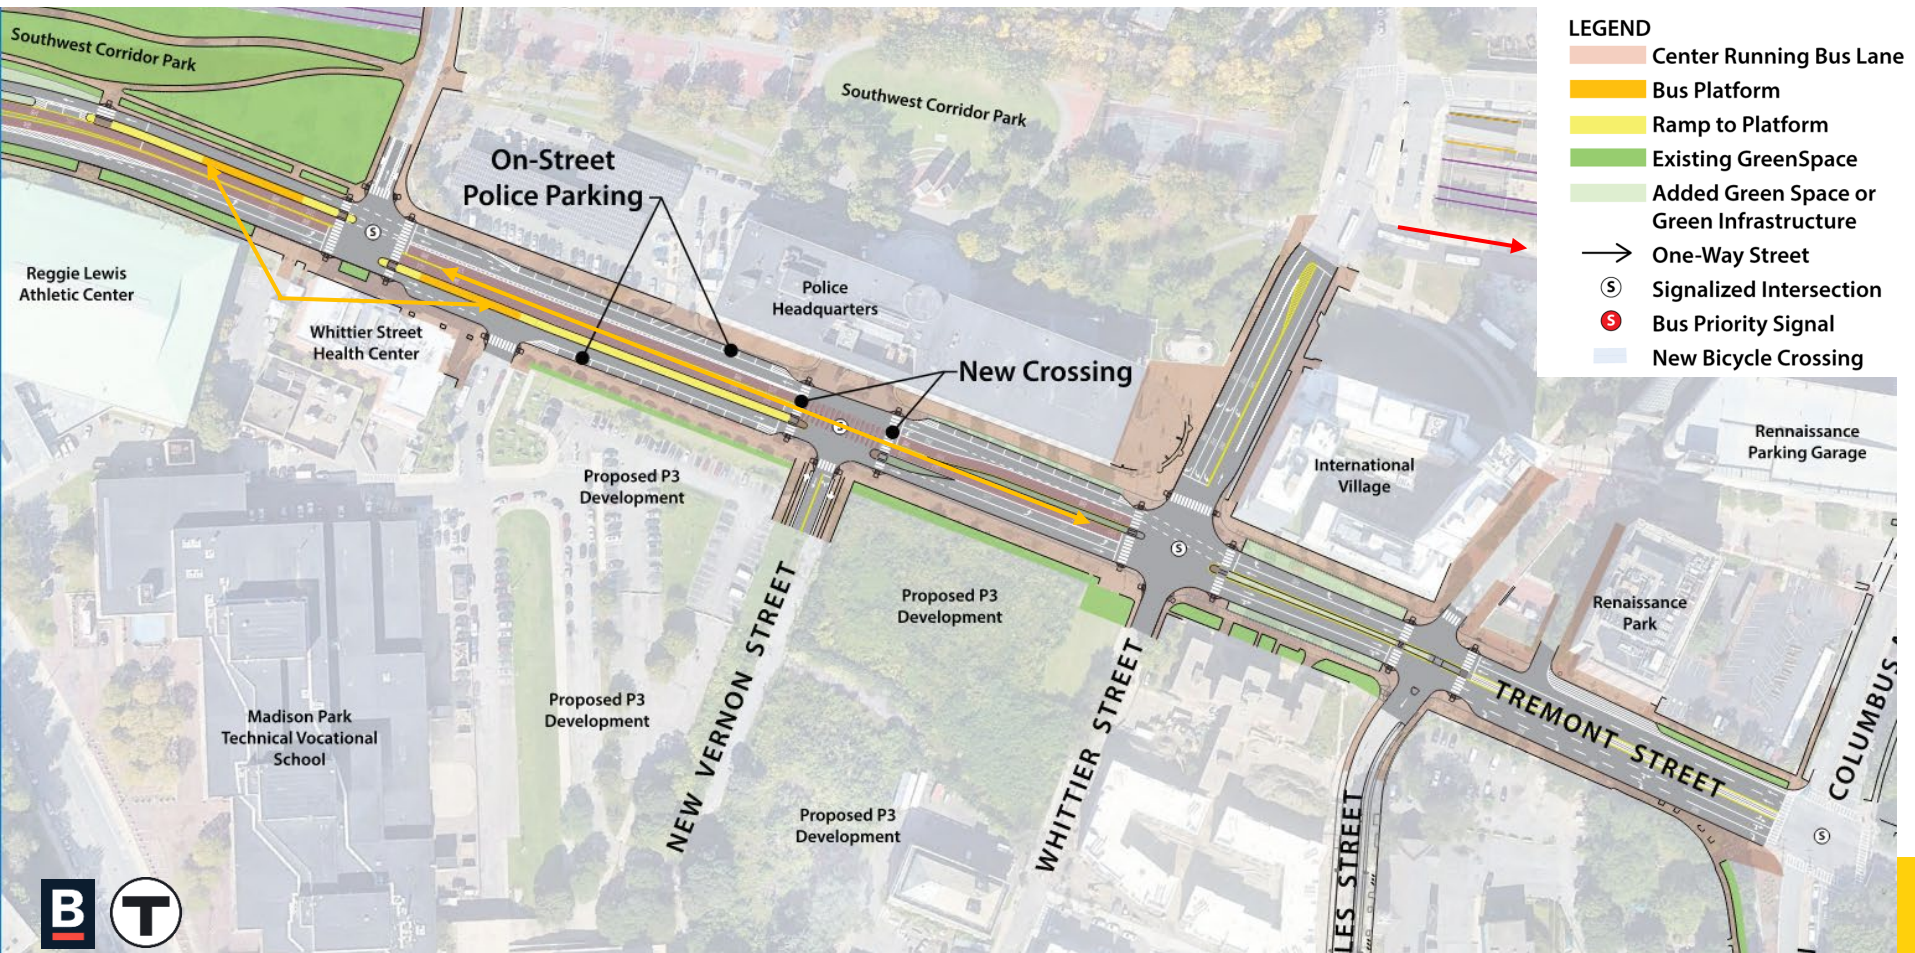 Southwest Corridor Park
Southwest Corridor Park
On-Street
Police Parking
Reggie Lewis
Athletic Center
Whittier Street
Health Center
Police
Headquarters
New Crossing
S
S
S
S
Proposed P3
Development
Proposed P3
Development
Proposed P3
Development
Proposed P3
Development
Madison Park
Technical Vocational
School
International
Village
Rennaissance
Parking Garage
Renaissance
Park
NEW VERNON STREET
WHITTIER STREET
LES STREET
TREMONT STREET
COLUMBUS
B
T
LEGEND
Center Running Bus Lane
Bus Platform
Ramp to Platform
Existing GreenSpace
Added Green Space or
Green Infrastructure
One-Way Street
S Signalized Intersection
S Bus Priority Signal
New Bicycle Crossing